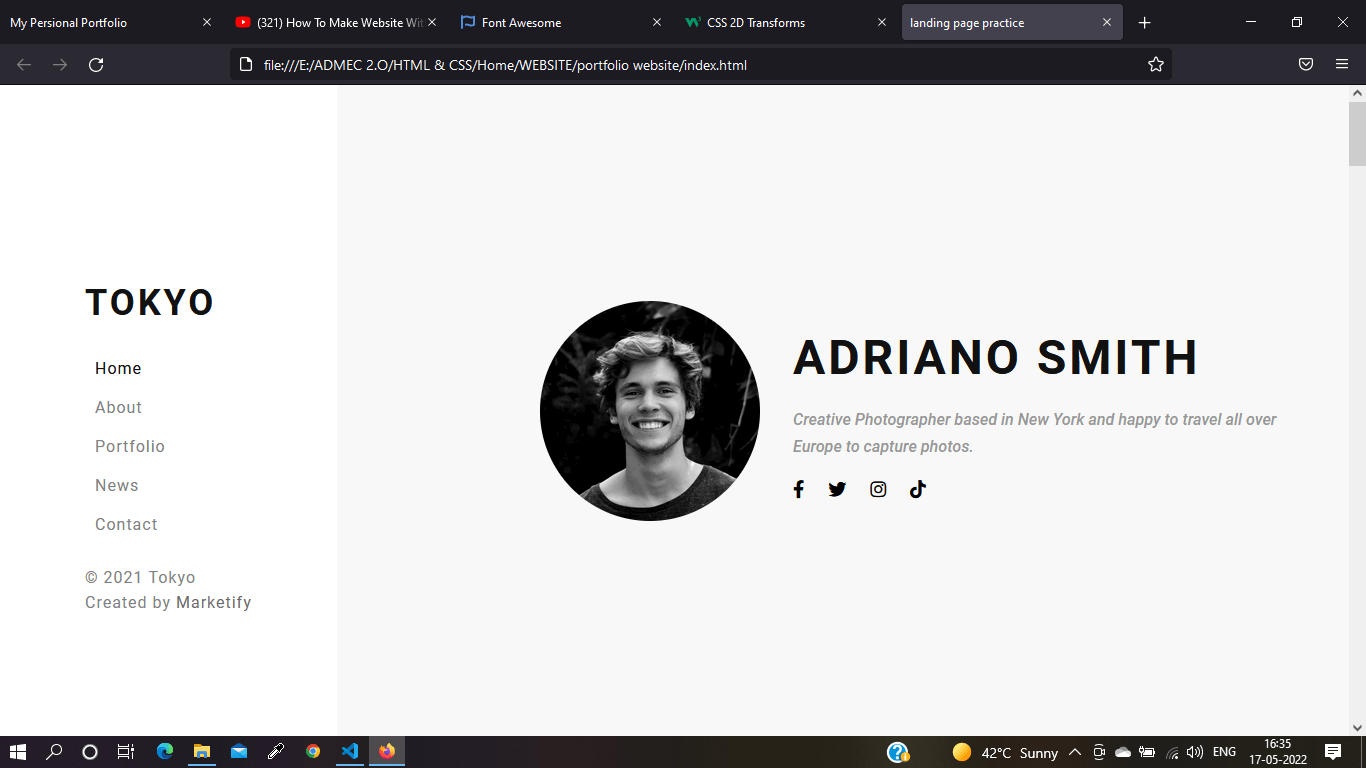 My Persional Portfolio
(321) How To Make Website Wit
Font Awesome
CSS 2D Transforms
landing page practice
file:///E:/ADMEC 2.O/HTML & CSS/Home/WEBSITE/portfolio website/index.html
TOKYO
Home
About
Portfolio
News
Contact
© 2021 Tokyo
Created by Marketify
ADRIANO SMITH
Creative Photographer based in New York and happy to travel all over
Europe to capture photos.
42°C Sunny
ENG
16:35
17-05-2022